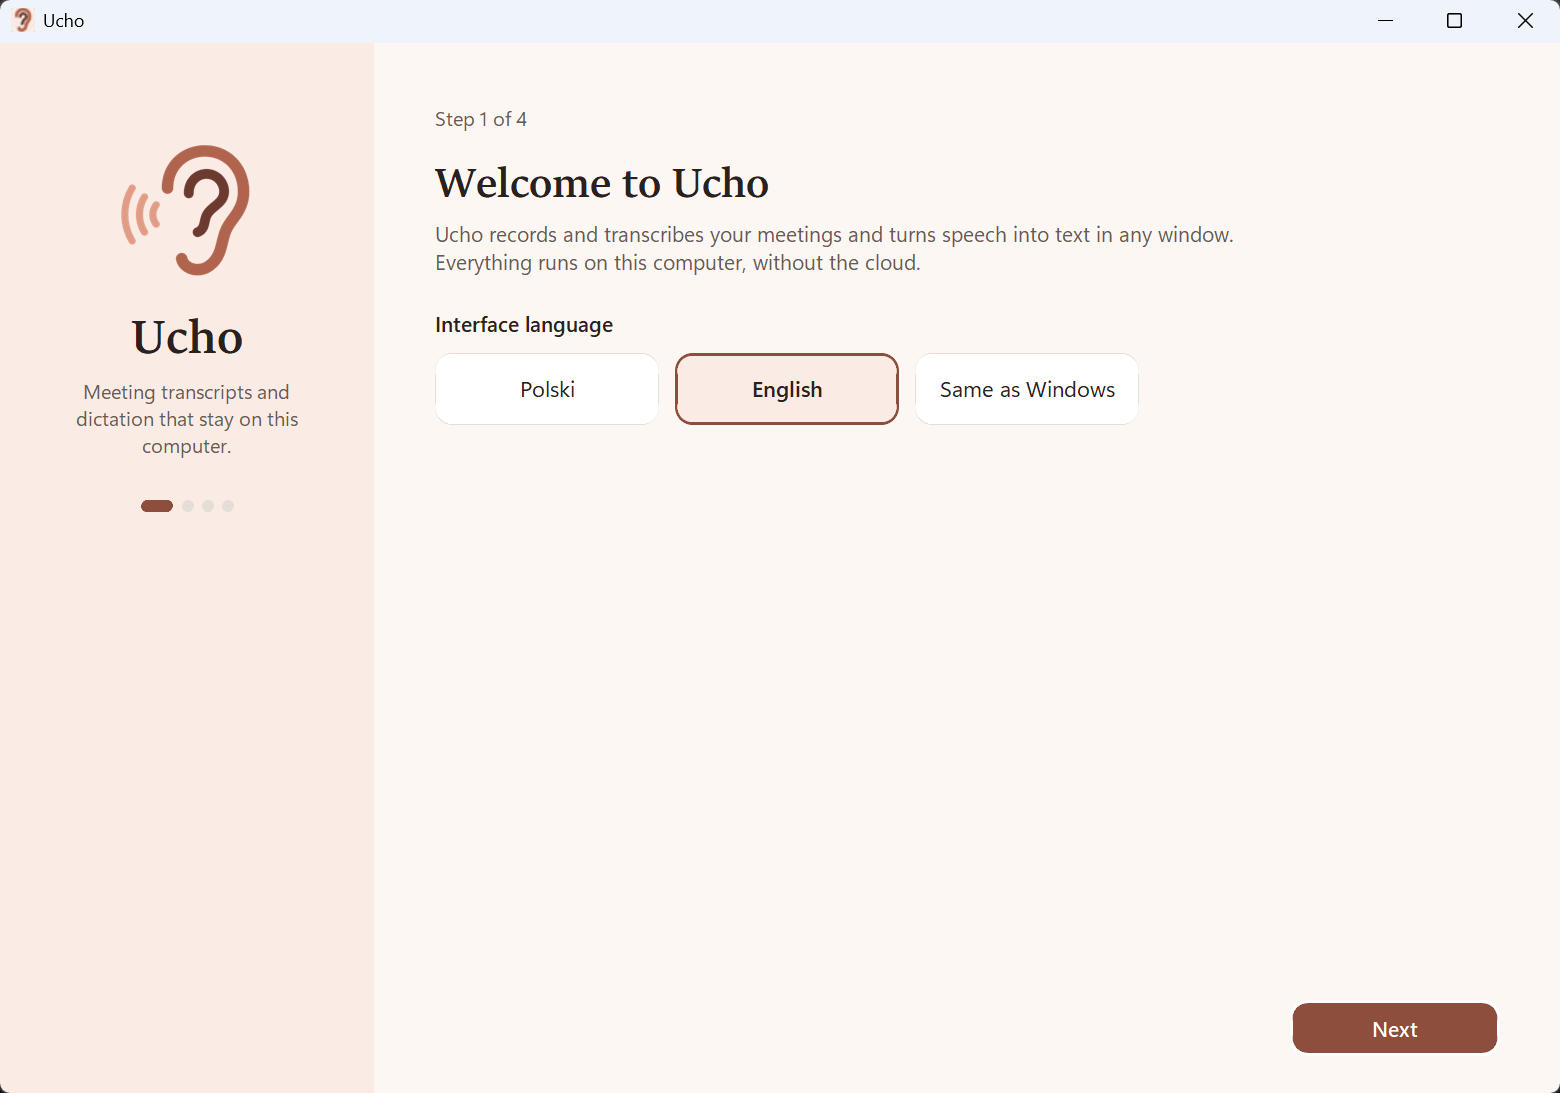 Ucho
Step 1 of 4
Welcome to Ucho
Ucho records and transcribes your meetings and turns speech into text in any window.
Everything runs on this computer, without the cloud.
Interface language
Polski
English
Same as Windows
Ucho
Meeting transcripts and
dictation that stay on this
computer.
Next